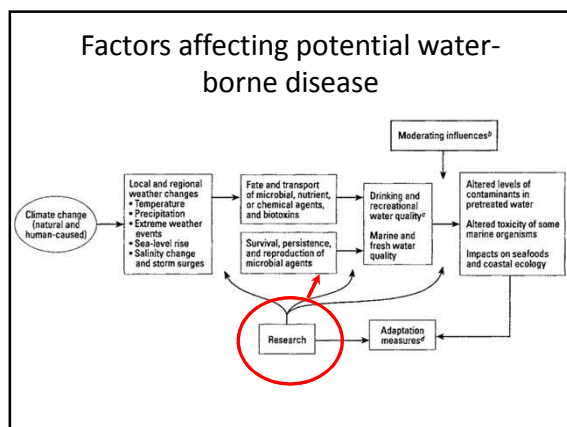 Factors affecting potential water-
borne disease
Moderating influencesᵇ
Climate change
(natural and
human-caused)
Local and regional
weather changes
• Temperature
• Precipitation
• Extreme weather
events
• Sea-level rise
• Salinity change
and storm surges
Fate and transport
of microbial, nutrient, or
or chemical agents,
and biotoxins
Survival, persistence,
and reproduction of
microbial agents
Drinking and
recreational
water qualityᶜ
Marine and
fresh water
quality
Altered levels of
contaminants in
pretreated water
Altered toxicity of some
marine organisms
Impacts on seafoods
and coastal ecology
Research
Adaptation
measuresᵈ